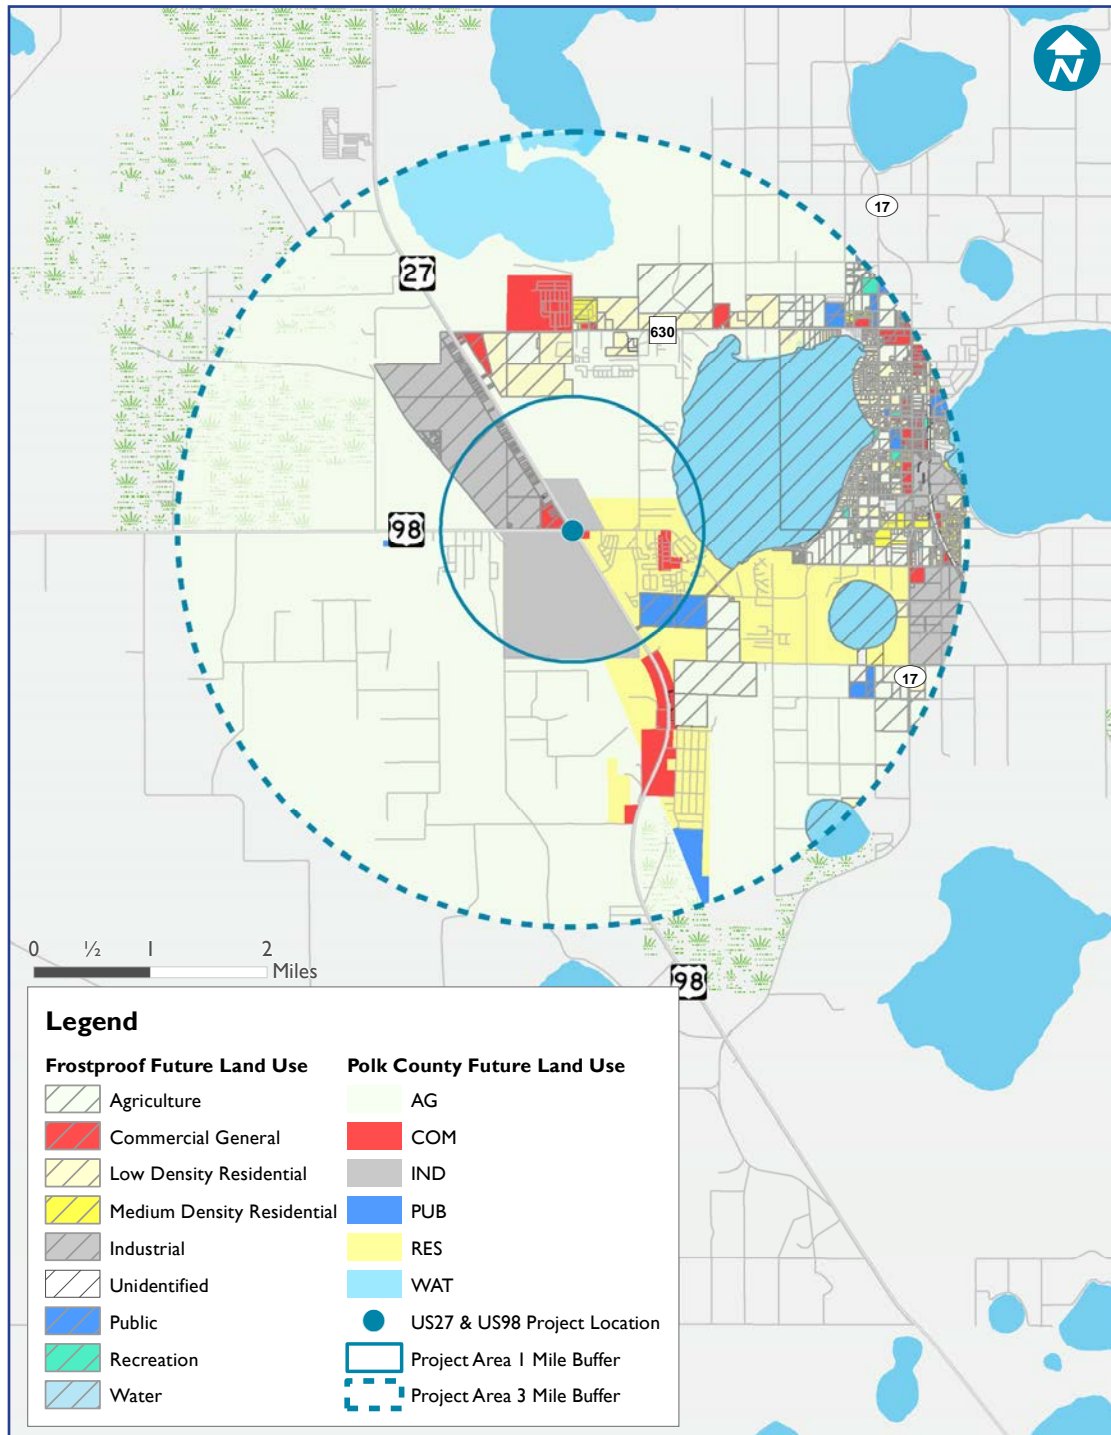 N
17
27
630
98
17
0 ½ 1 2
Miles
98
Legend
Frostproof Future Land Use
Agriculture
Commercial General
Low Density Residential
Medium Density Residential
Industrial
Unidentified
Public
Recreation
Water
Polk County Future Land Use
AG
COM
IND
PUB
RES
WAT
US27 & US98 Project Location
Project Area 1 Mile Buffer
Project Area 3 Mile Buffer